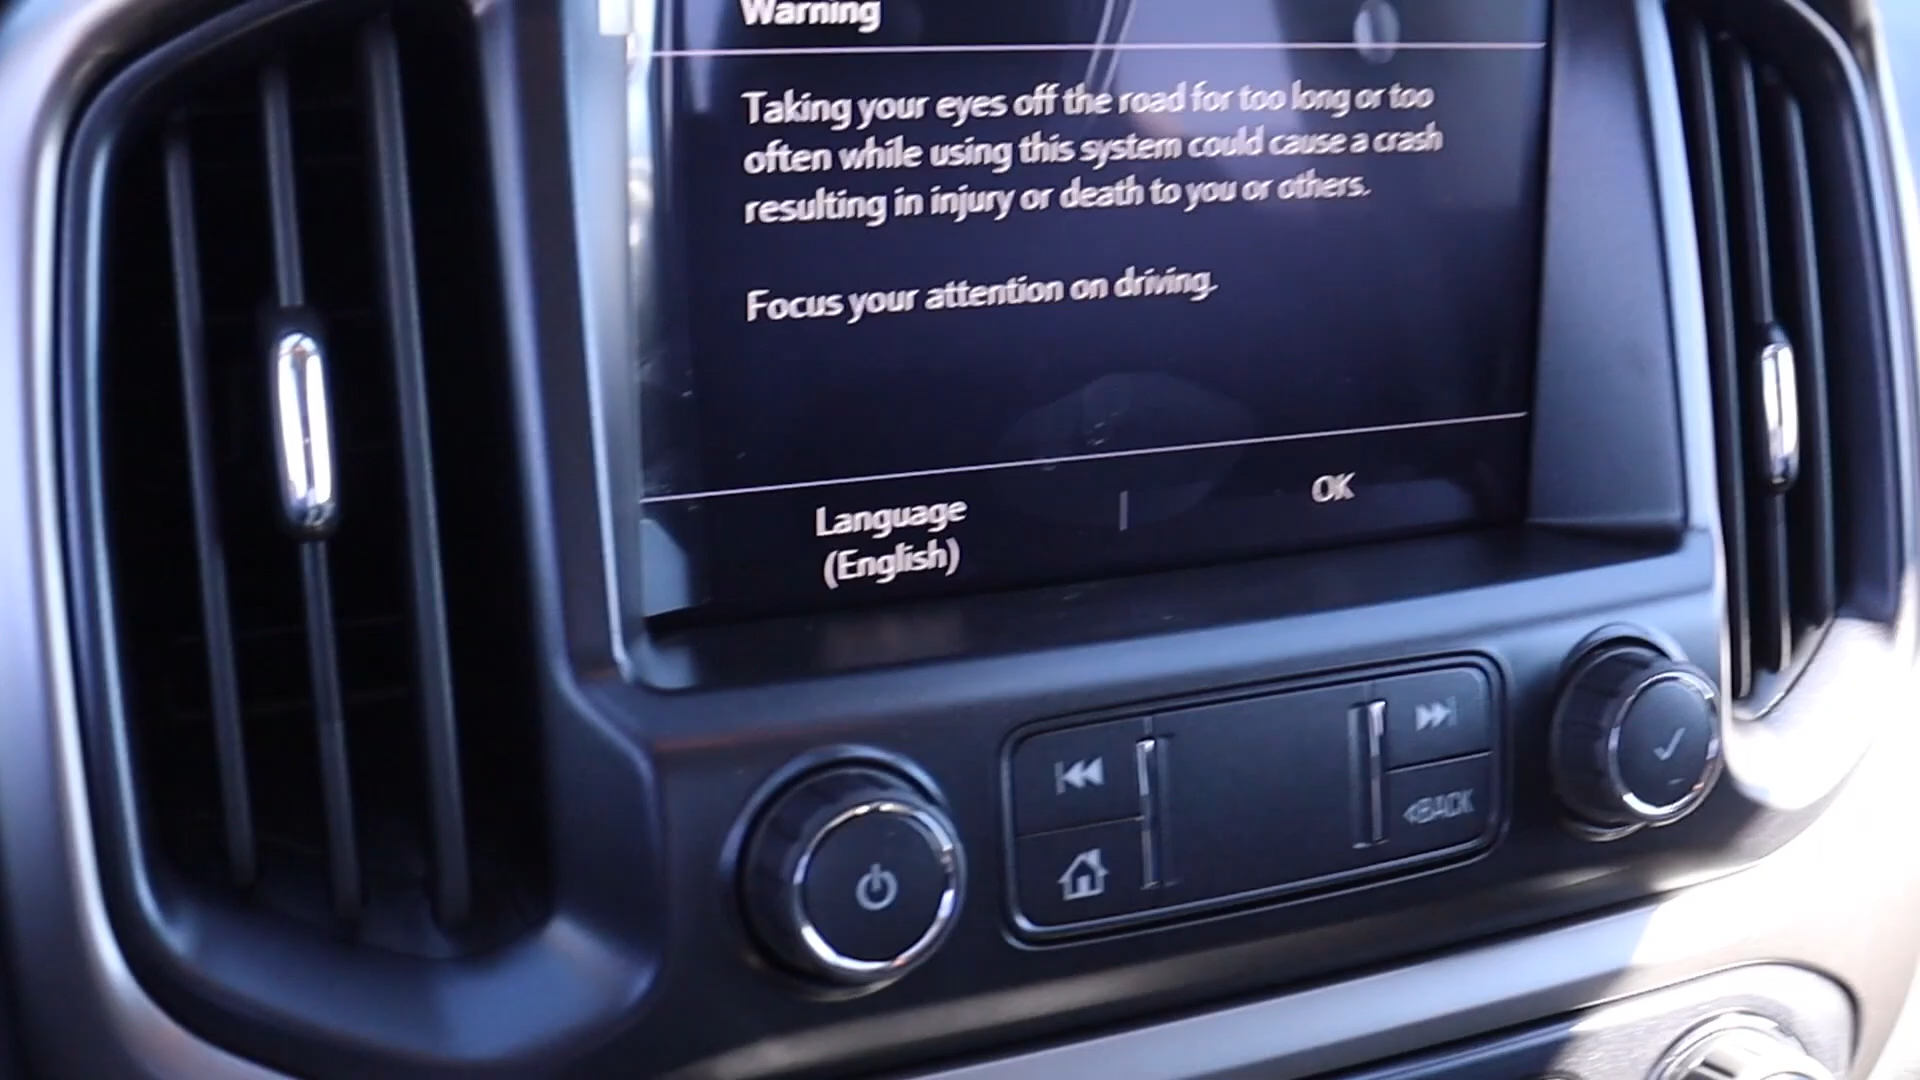 Warning
Taking your eyes off the road for too long or too
often while using this system could cause a crash
resulting in injury or death to you or others.
Focus your attention on driving.
Language
(English)
OK
BACK